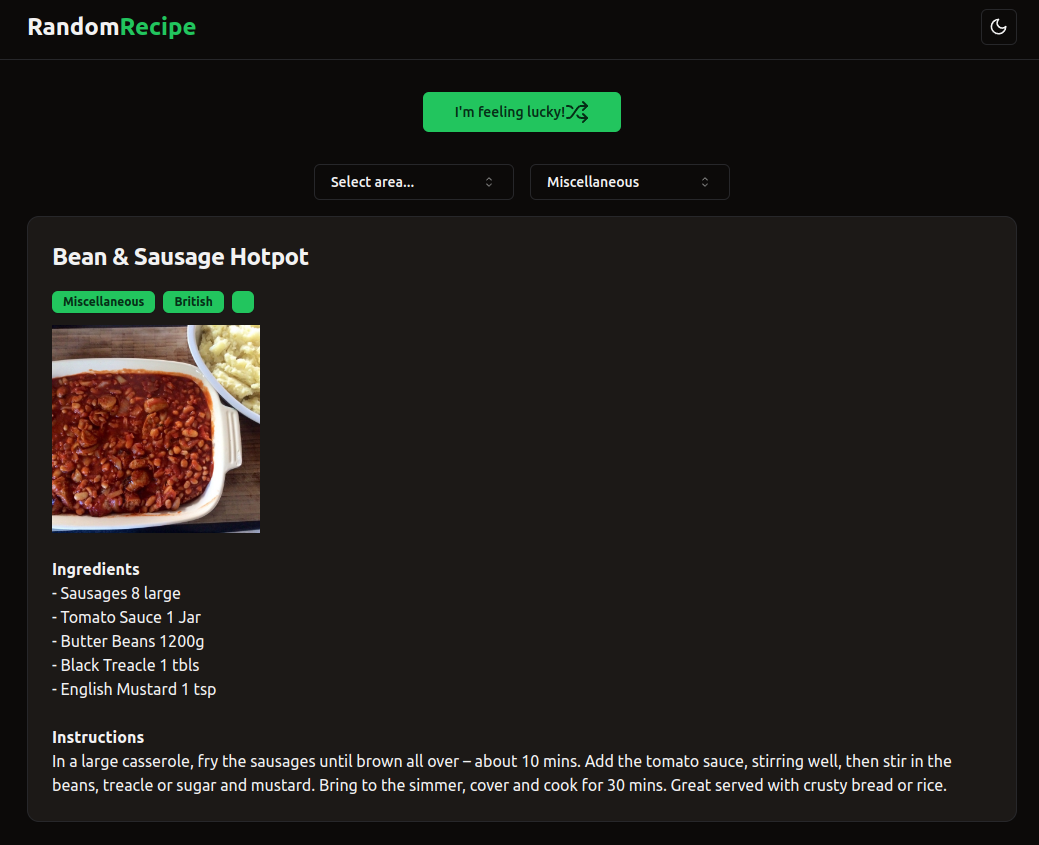 RandomRecipe
I'm feeling lucky!
Select area...
Miscellaneous
Bean & Sausage Hotpot
Miscellaneous
British
Ingredients
- Sausages 8 large
- Tomato Sauce 1 Jar
- Butter Beans 1200g
- Black Treacle 1 tbls
- English Mustard 1 tsp
Instructions
In a large casserole, fry the sausages until brown all over – about 10 mins. Add the tomato sauce, stirring well, then stir in the
beans, treacle or sugar and mustard. Bring to the simmer, cover and cook for 30 mins. Great served with crusty bread or rice.